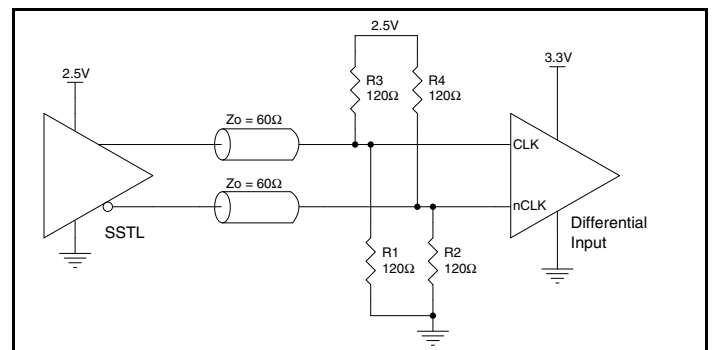 2.5V
3.3V
2.5V
R3
120Ω
R4
120Ω
Zo = 60Ω
CLK
Zo = 60Ω
nCLK
SSTL
Differential
Input
R1
120Ω
R2
120Ω